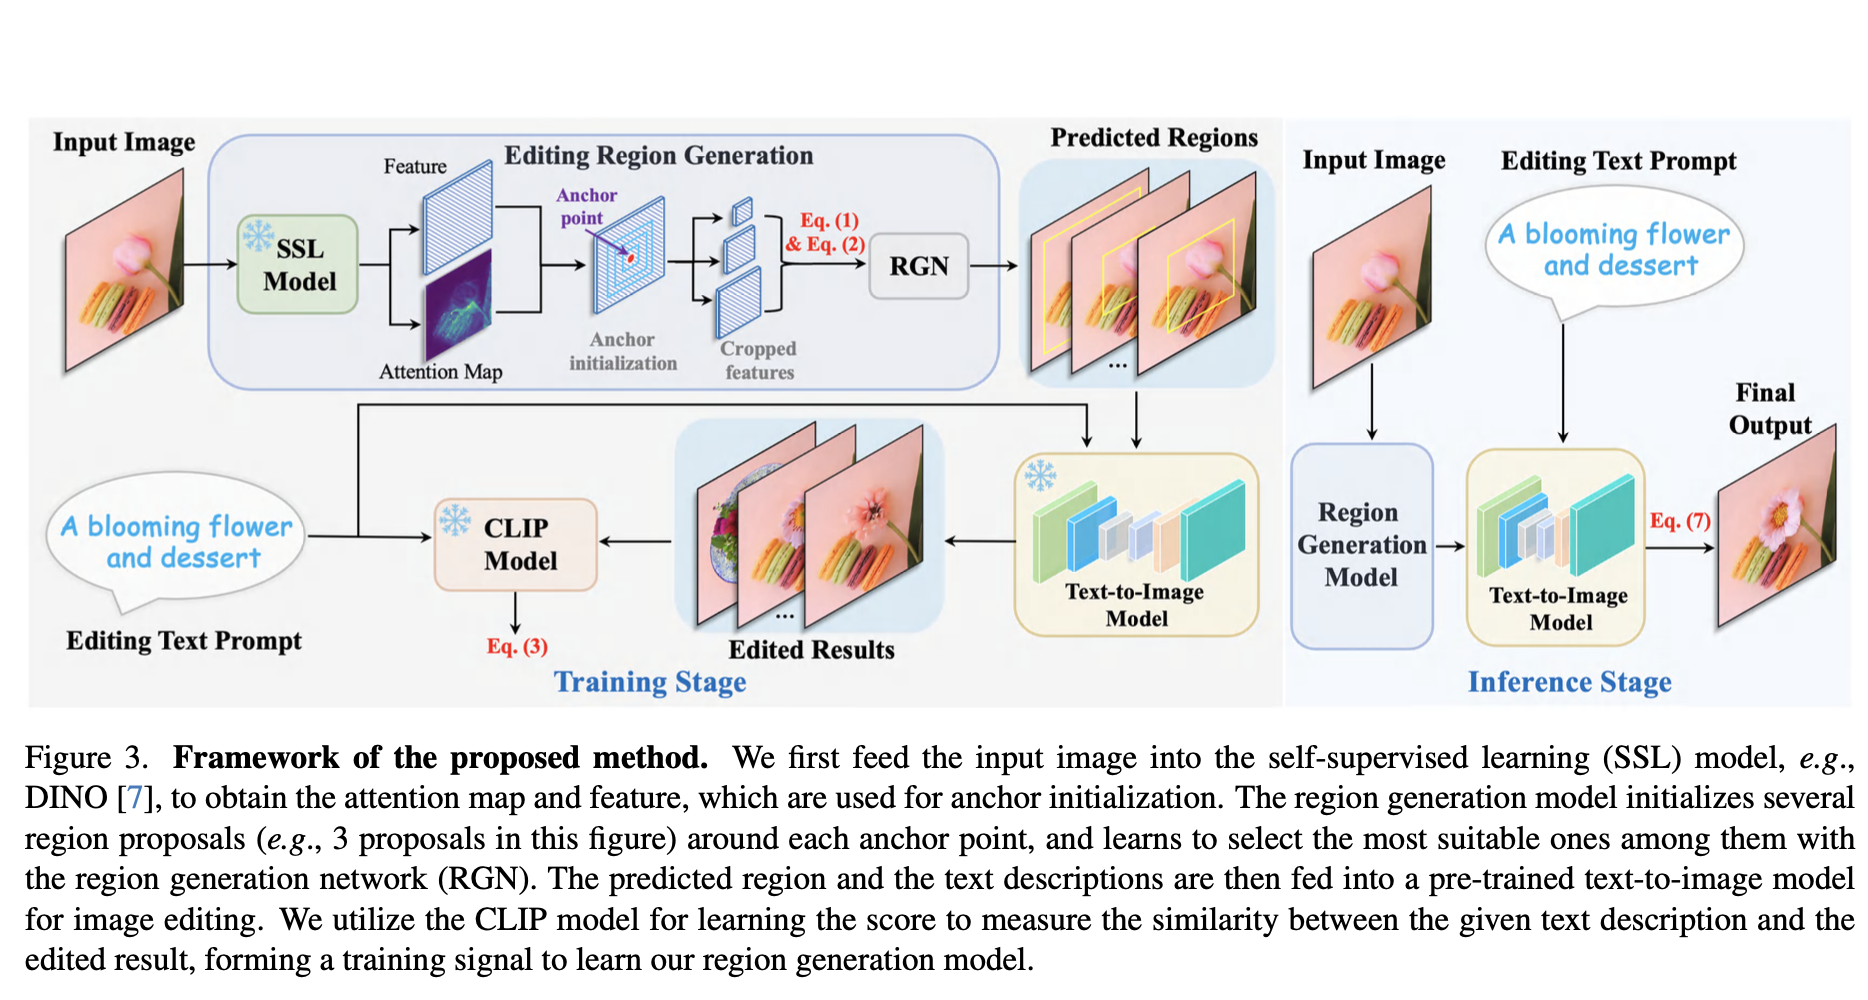 Input Image
Editing Region Generation
Feature
SSL
Model
Attention Map
Anchor
point
Anchor
initialization
Cropped
features
Eq. (1)
& Eq. (2)
RGN
Predicted Regions
...
Editing Text Prompt
A blooming flower
and dessert
CLIP
Model
Eq. (3)
...
Edited Results
Text-to-Image
Model
Training Stage
Input Image
Editing Text Prompt
A blooming flower
and dessert
Region
Generation
Model
Text-to-Image
Model
Eq. (7)
Final
Output
Inference Stage
Figure 3. Framework of the proposed method. We first feed the input image into the self-supervised learning (SSL) model, e.g.,
DINO [7], to obtain the attention map and feature, which are used for anchor initialization. The region generation model initializes several
region proposals (e.g., 3 proposals in this figure) around each anchor point, and learns to select the most suitable ones among them with
the region generation network (RGN). The predicted region and the text descriptions are then fed into a pre-trained text-to-image model
for image editing. We utilize the CLIP model for learning the score to measure the similarity between the given text description and the
edited result, forming a training signal to learn our region generation model.